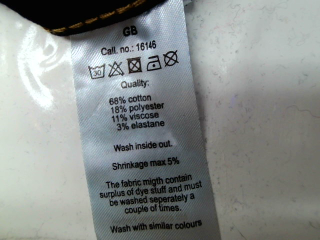 GB
Call. no.: 16146
30
Quality:
68% cotton
18% polyester
11% viscose
3% elastane
Wash inside out.
Shrinkage max 5%
The fabric migth contain
surplus of dye stuff and must
be washed seperately a
couple of times.
Wash with similar colours